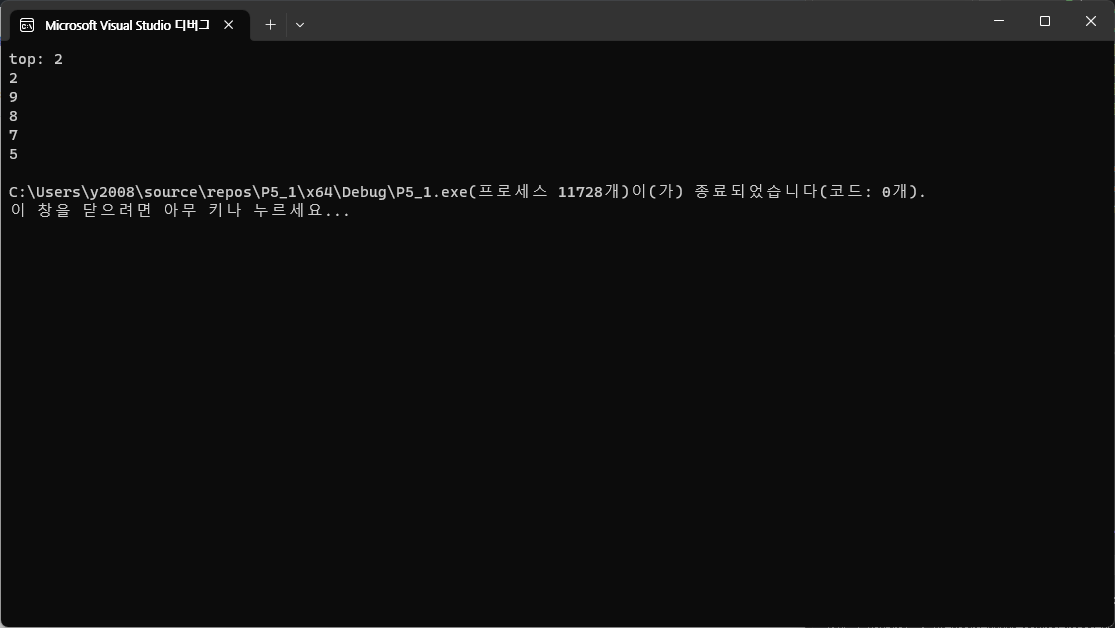 Microsoft Visual Studio 디버그
top: 2
2
9
8
7
5
C:\Users\y2008\source\repos\P5_1\x64\Debug\P5_1.exe(프로세스 11728개)이(가) 종료되었습니다(코드: 0개).
이 창을 닫으려면 아무 키나 누르세요...